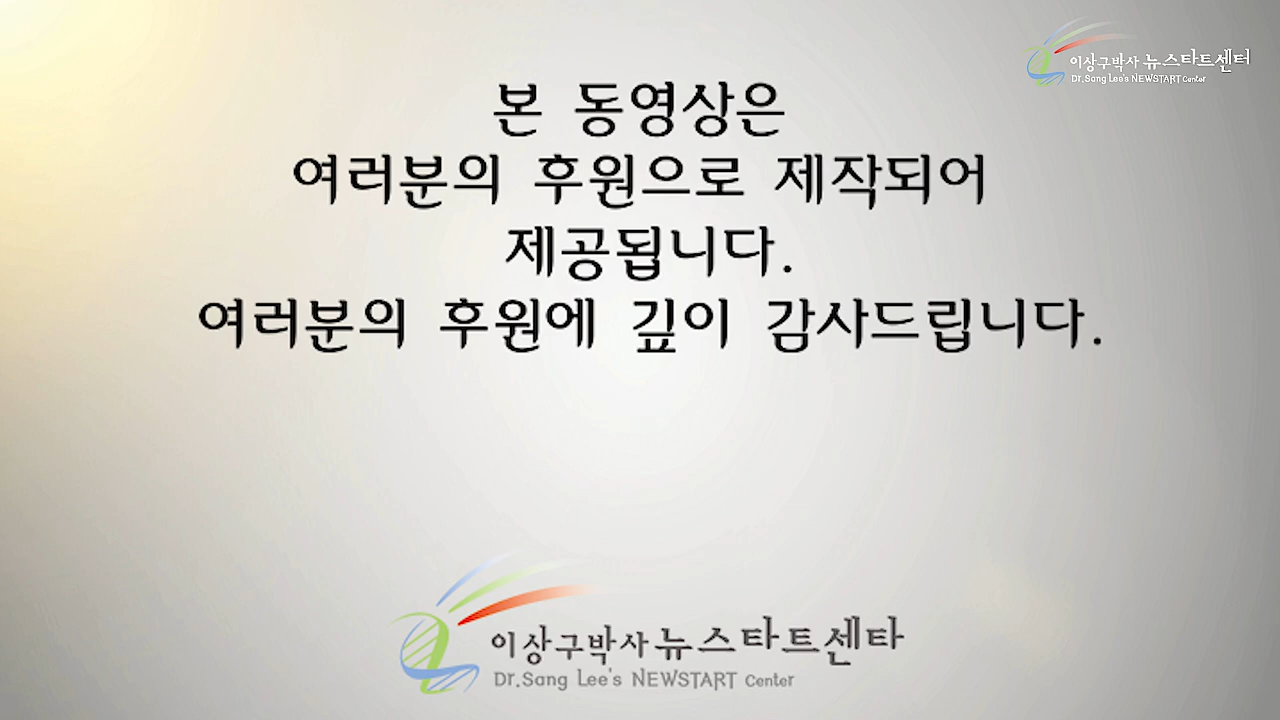 이상구박사 뉴스타트센터
Dr.Sang Lee's NEWSTART Center
본 동영상은
여러분의 후원으로 제작되어
제공됩니다.
여러분의 후원에 깊이 감사드립니다.
이상구박사 뉴스타트센타
Dr.Sang Lee's NEWSTART Center